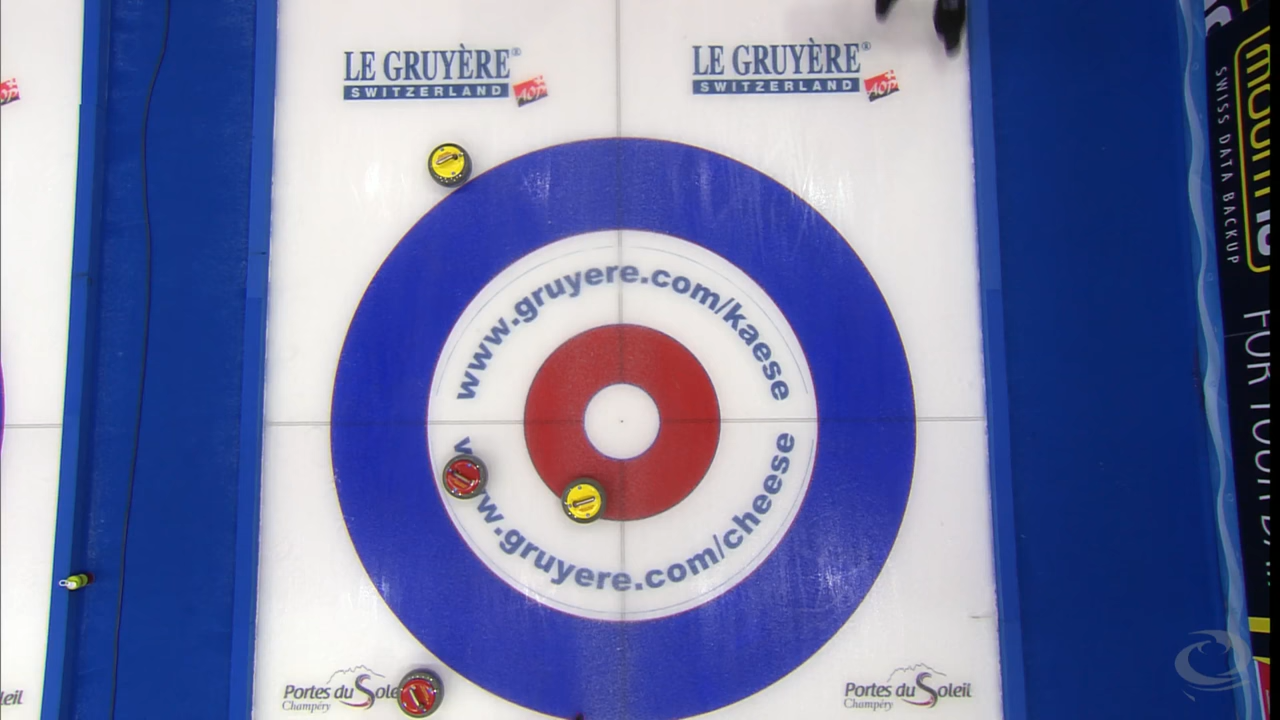 LE GRUYÈRE®
SWITZERLAND AOP
LE GRUYÈRE®
SWITZERLAND AOP
www.gruyere.com/kaese
www.gruyere.com/cheese
Portes du Soleil
Champéry
Portes du Soleil
Champéry
leil
SWISS DATA BACKUP